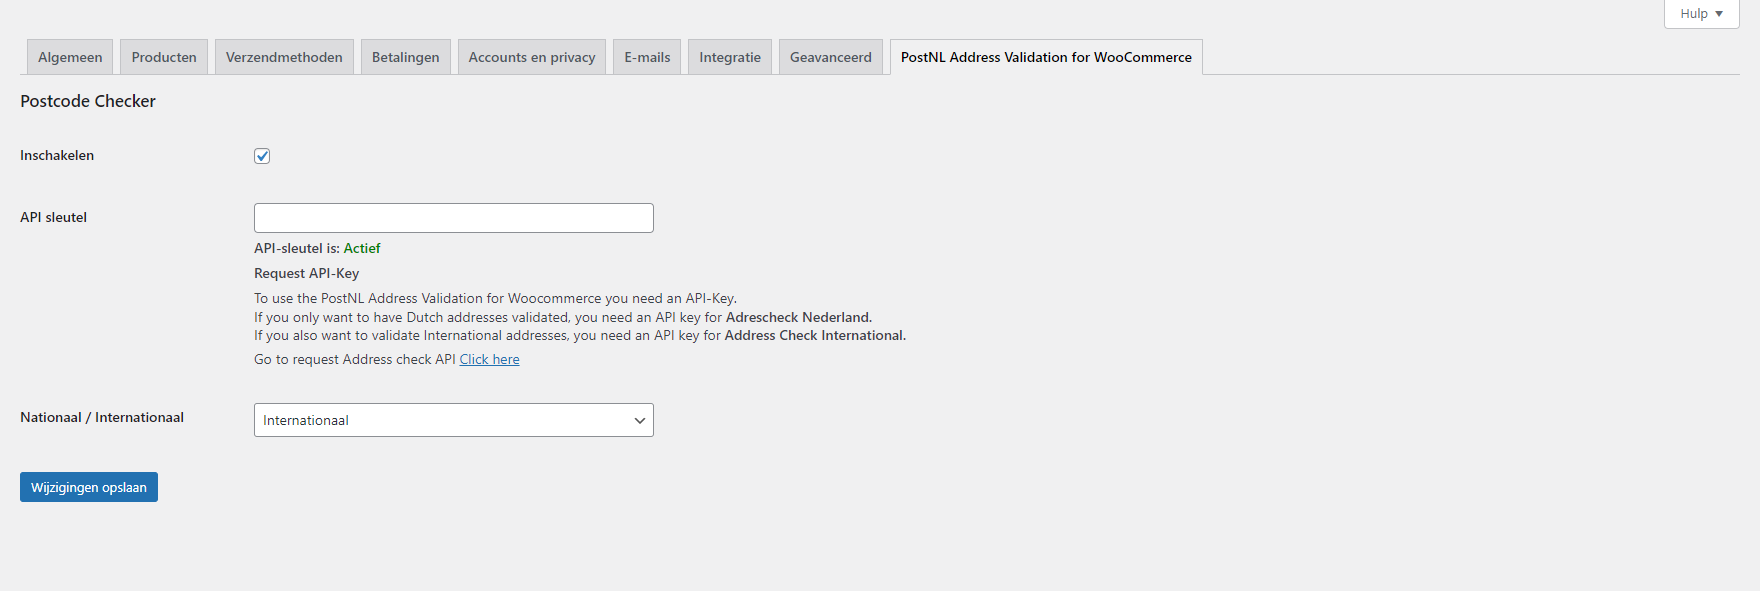 Hulp
Algemeen Producten Verzendmethoden Betalingen Accounts en privacy E-mails Integratie Geavanceerd PostNL Address Validation for WooCommerce
Postcode Checker
Inschakelen
API sleutel
API-sleutel is: Actief
Request API-Key
To use the PostNL Address Validation for Woocommerce you need an API-Key.
If you only want to have Dutch addresses validated, you need an API key for Adrescheck Nederland.
If you also want to validate International addresses, you need an API key for Address Check International.
Go to request Address check API Click here
Nationaal / Internationaal Internationaal
Wijzigingen opslaan